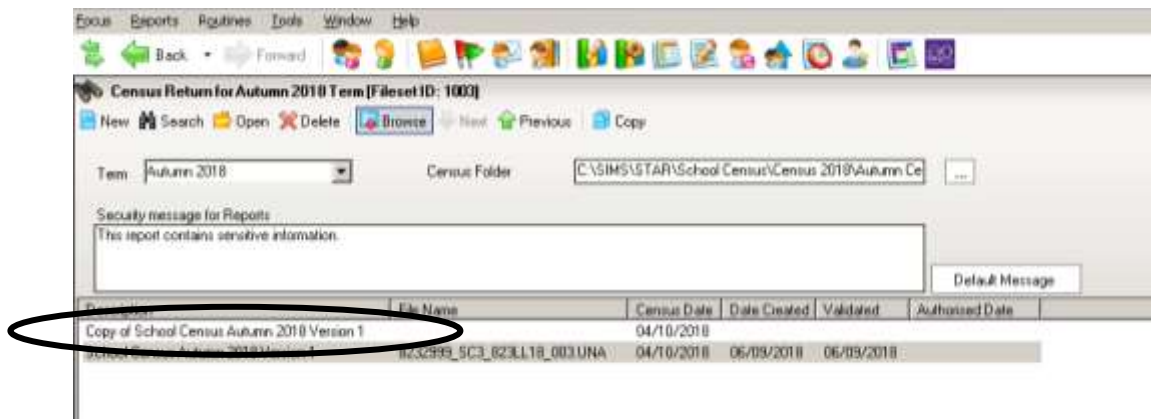 Focus Reports Routines Tools Window Help
Back Forward
Census Return for Autumn 2018 Term [Fileset ID: 1003]
New Search Open Delete Browse Next Previous Copy
Term Autumn 2018 Census Folder C:\SIMS\STAR\School Census\Census 2018\Autumn Ce ...
Security message for Reports
This report contains sensitive information.
Default Message
Description File Name Census Date Date Created Validated Authorised Date
Copy of School Census Autumn 2018 Version 1 04/10/2018
School Census Autumn 2018 Version 1 8232999_SC3_823LL18_003.UNA 04/10/2018 06/09/2018 06/09/2018